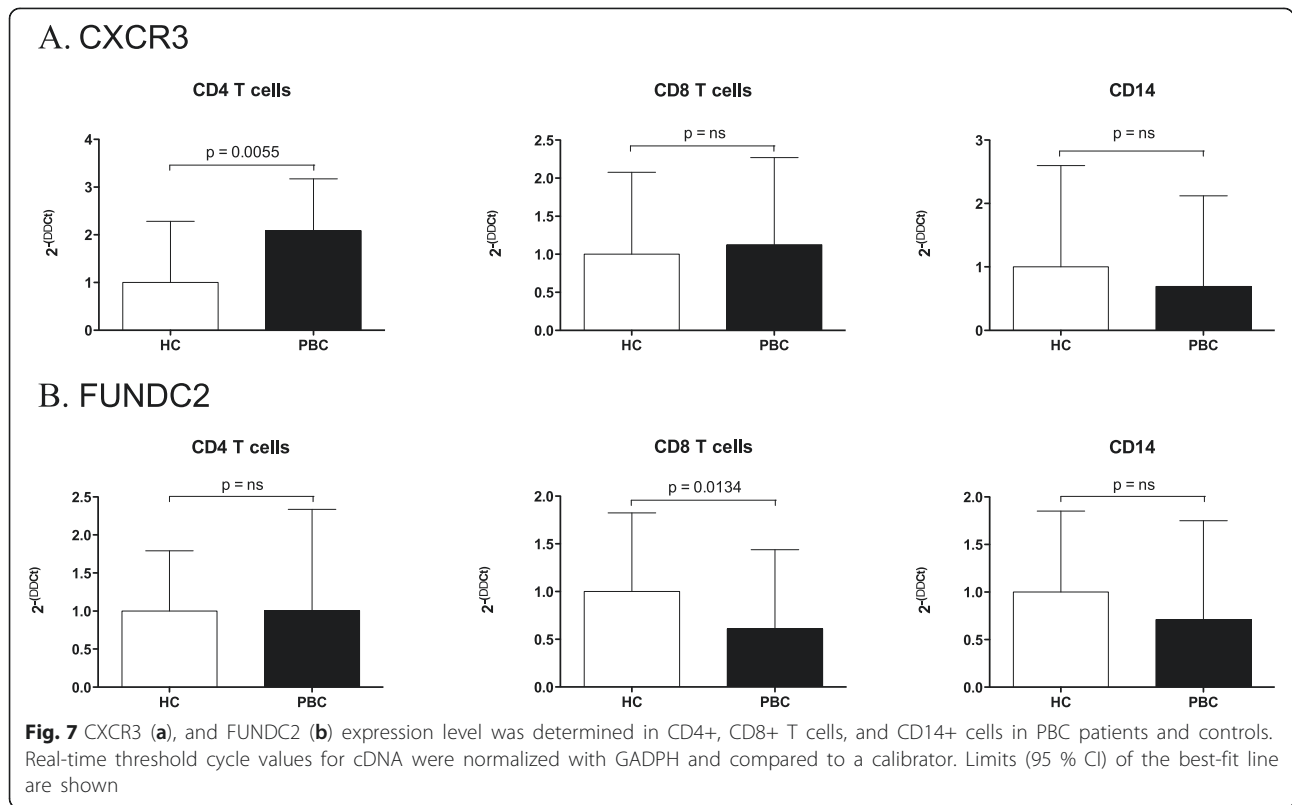 A. CXCR3
CD4 T cells
CD8 T cells
CD14
p = 0.0055
p = ns
p = ns
4
3
2
1
0
2-(DDCt)
HC
PBC
2.5
2.0
1.5
1.0
0.5
0.0
2-(DDCt)
HC
PBC
3
2
1
0
2-(DDCt)
HC
PBC
B. FUNDC2
CD4 T cells
CD8 T cells
CD14
p = ns
p = 0.0134
p = ns
2.5
2.0
1.5
1.0
0.5
0.0
2-(DDCt)
HC
PBC
2.0
1.5
1.0
0.5
0.0
2-(DDCt)
HC
PBC
2.0
1.5
1.0
0.5
0.0
2-(DDCt)
HC
PBC
Fig. 7 CXCR3 (a), and FUNDC2 (b) expression level was determined in CD4+, CD8+ T cells, and CD14+ cells in PBC patients and controls.
Real-time threshold cycle values for cDNA were normalized with GADPH and compared to a calibrator. Limits (95 % CI) of the best-fit line
are shown